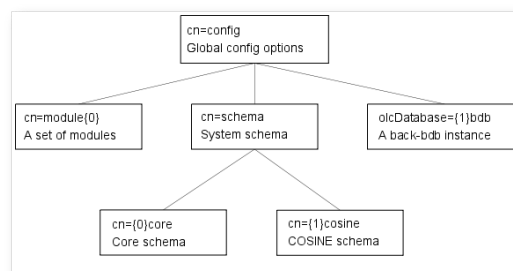 cn=config
Global config options
cn=module{0}
A set of modules
cn=schema
System schema
olcDatabase={1}bdb
A back-bdb instance
cn={0}core
Core schema
cn={1}cosine
COSINE schema